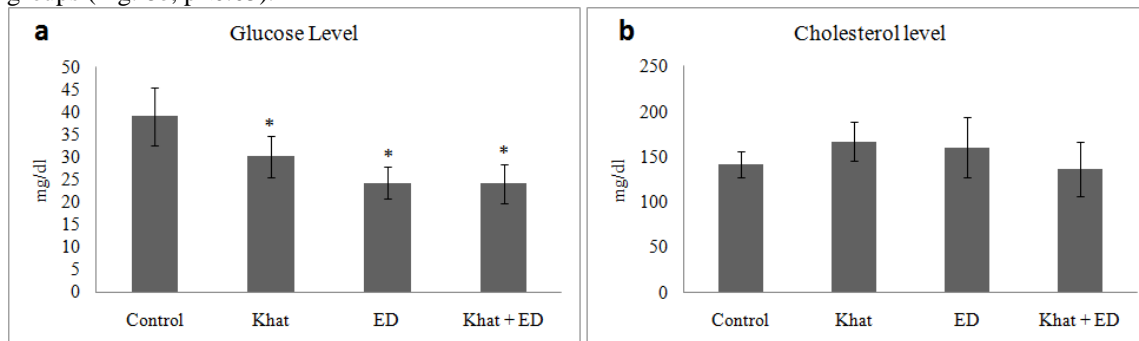 groups
a
Glucose Level
50
45
40
35
30
25
20
15
10
5
0
mg/dl
*
*
*
Control Khat ED Khat + ED
b
Cholesterol level
250
200
150
100
50
0
mg/dl
Control Khat ED Khat + ED